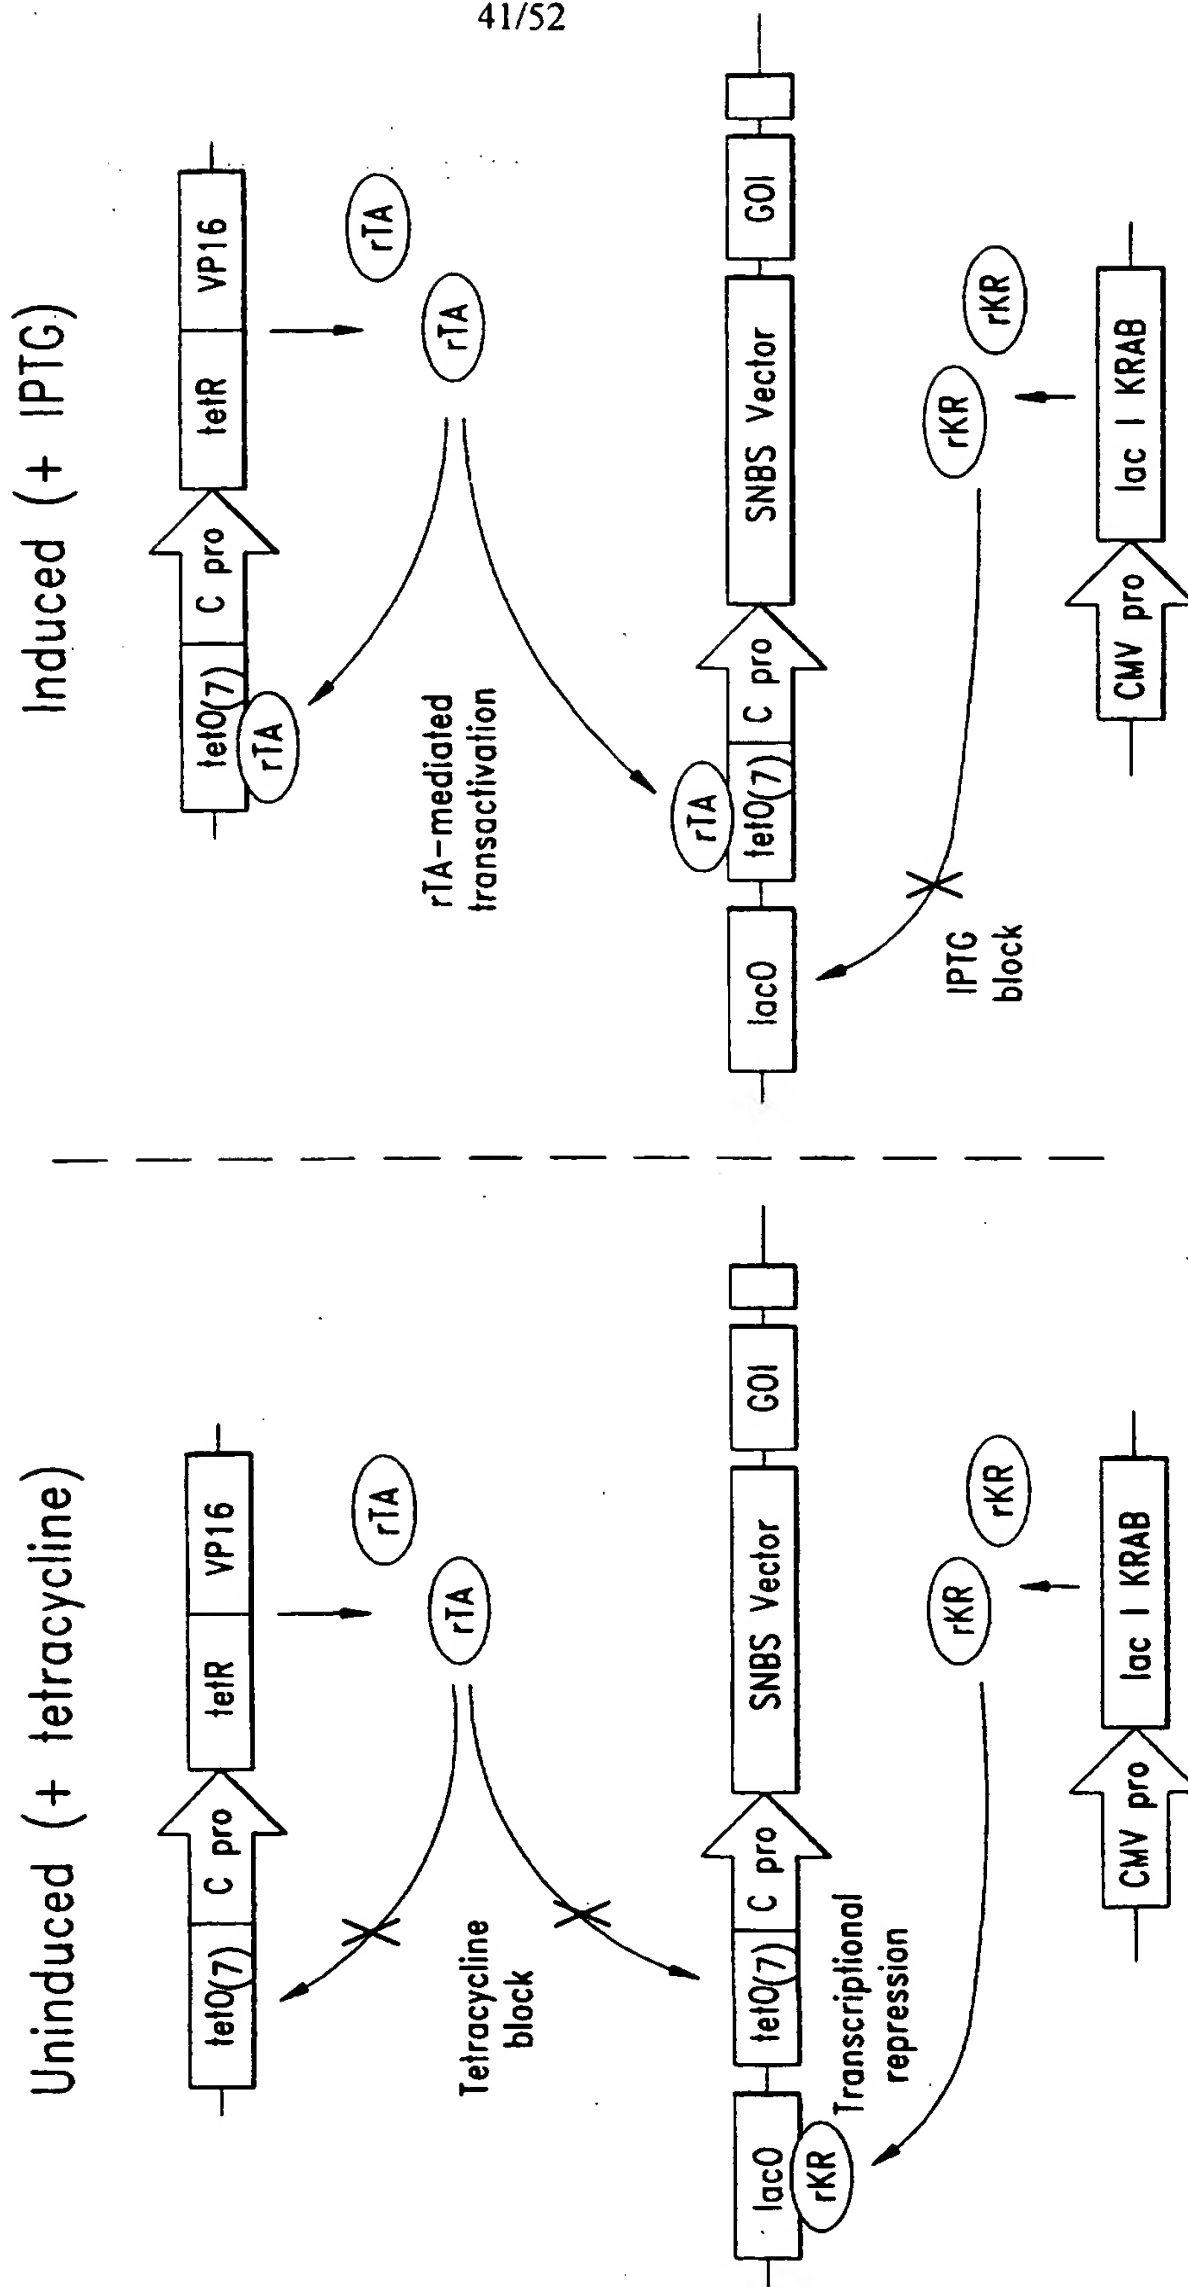 41/52
Uninduced (+ tetracycline)
tetO(7) C pro tetR VP16
rTA
rTA
Tetracycline
block
lacO tetO(7) C pro SNBS Vector GOI
rKR
Transcriptional
repression
rKR
rKR
CMV pro lac I KRAB
Induced (+ IPTG)
tetO(7) C pro tetR VP16
rTA
rTA
rTA
rTA-mediated
transactivation
rTA
lacO tetO(7) C pro SNBS Vector GOI
IPTG
block
rKR
rKR
CMV pro lac I KRAB